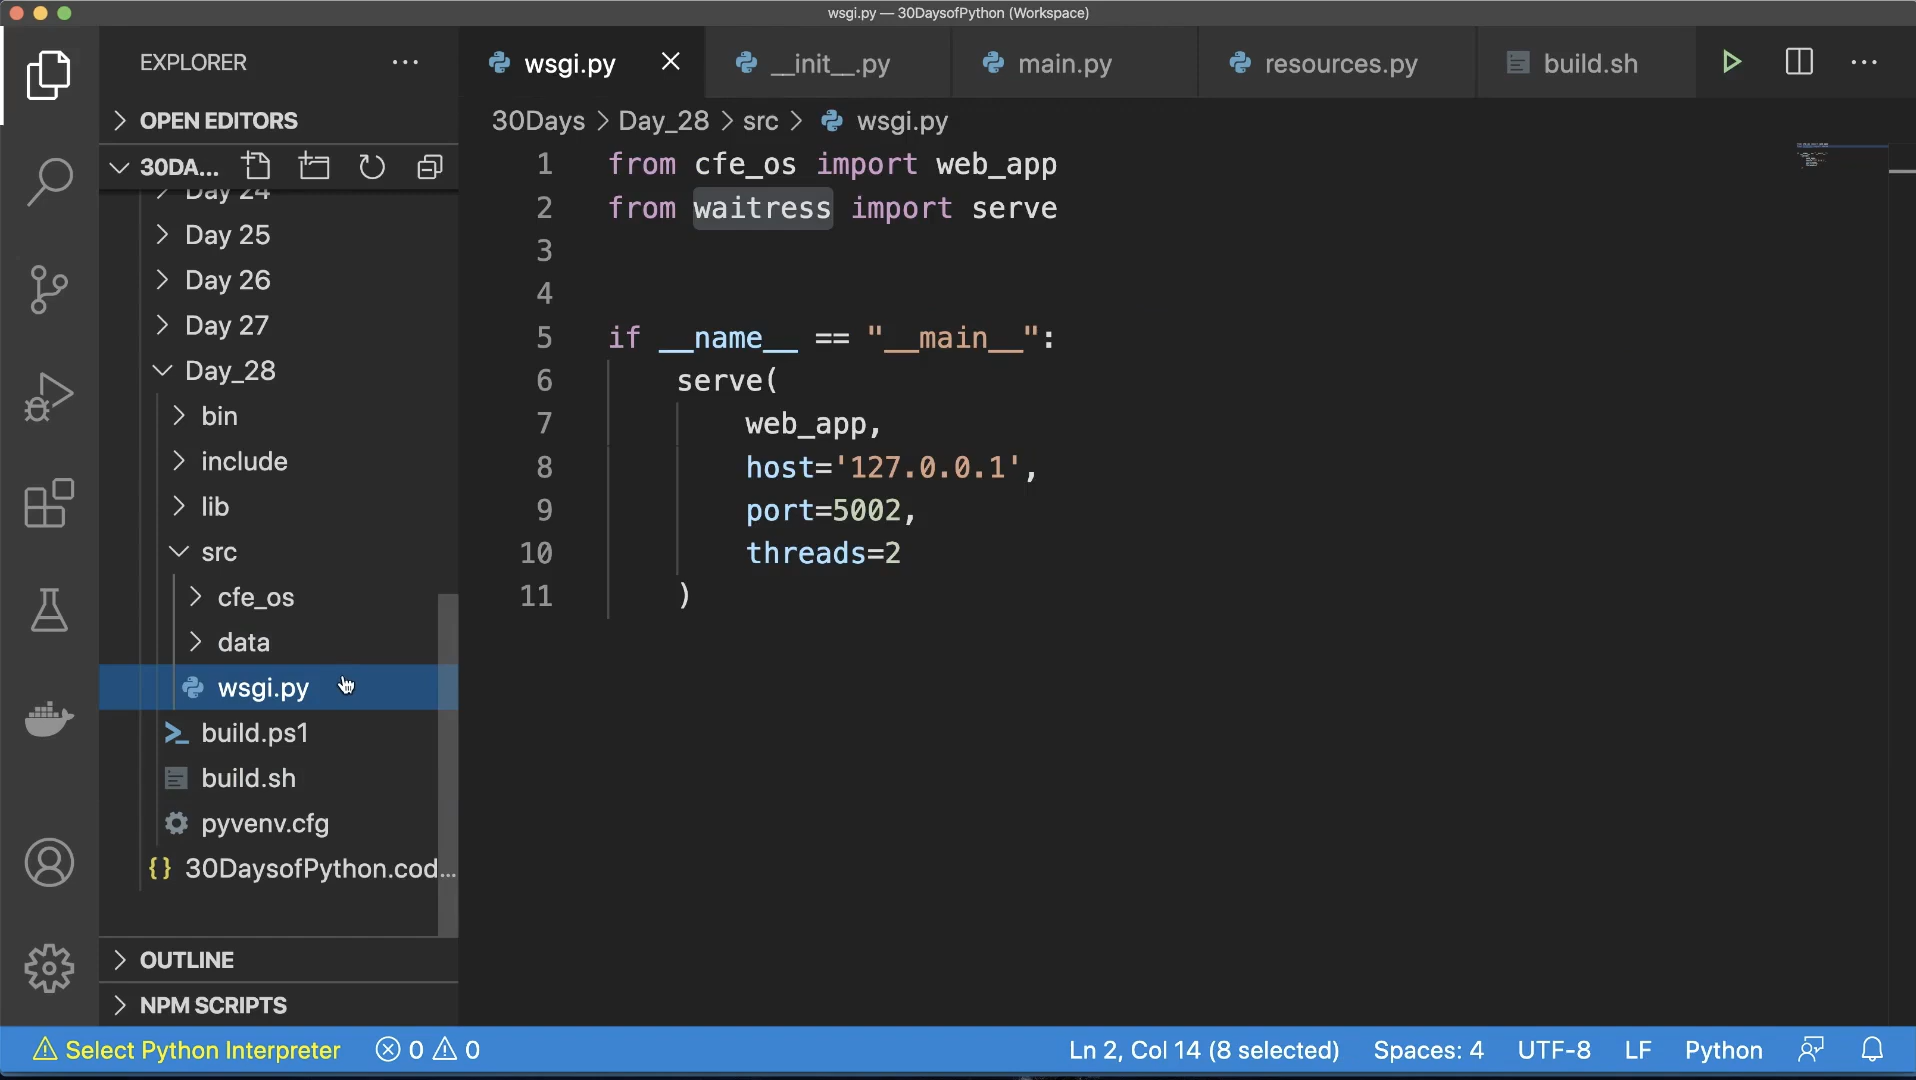 wsgi.py — 30DaysofPython (Workspace)
EXPLORER
OPEN EDITORS
30DA...
Day 24
Day 25
Day 26
Day 27
Day_28
bin
include
lib
src
cfe_os
data
wsgi.py
build.ps1
build.sh
pyvenv.cfg
{} 30DaysofPython.cod...
OUTLINE
NPM SCRIPTS
wsgi.py __init__.py main.py resources.py build.sh
30Days > Day_28 > src > wsgi.py
1 from cfe_os import web_app
2 from waitress import serve
3
4
5 if __name__ == "__main__":
6 serve(
7 web_app,
8 host='127.0.0.1',
9 port=5002,
10 threads=2
11 )
Select Python Interpreter 0 0 Ln 2, Col 14 (8 selected) Spaces: 4 UTF-8 LF Python